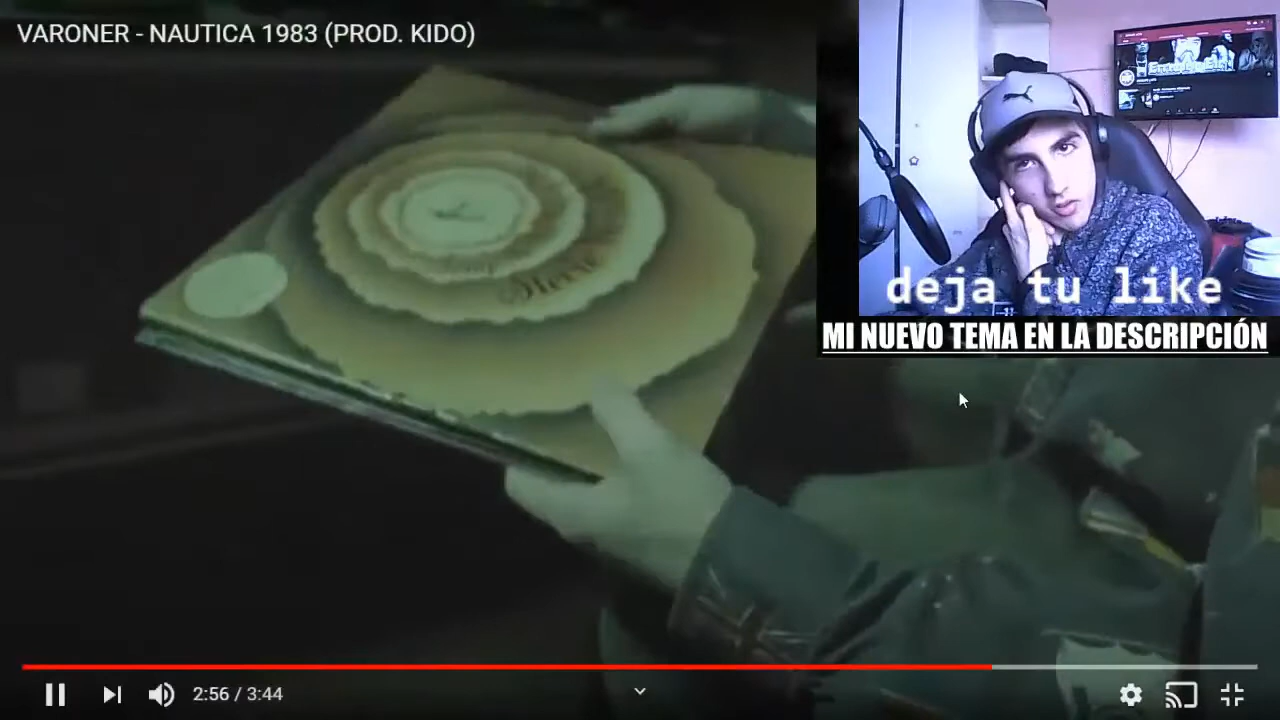 VARONER - NAUTICA 1983 (PROD. KIDO)
deja tu like
MI NUEVO TEMA EN LA DESCRIPCIÓN
2:56 / 3:44